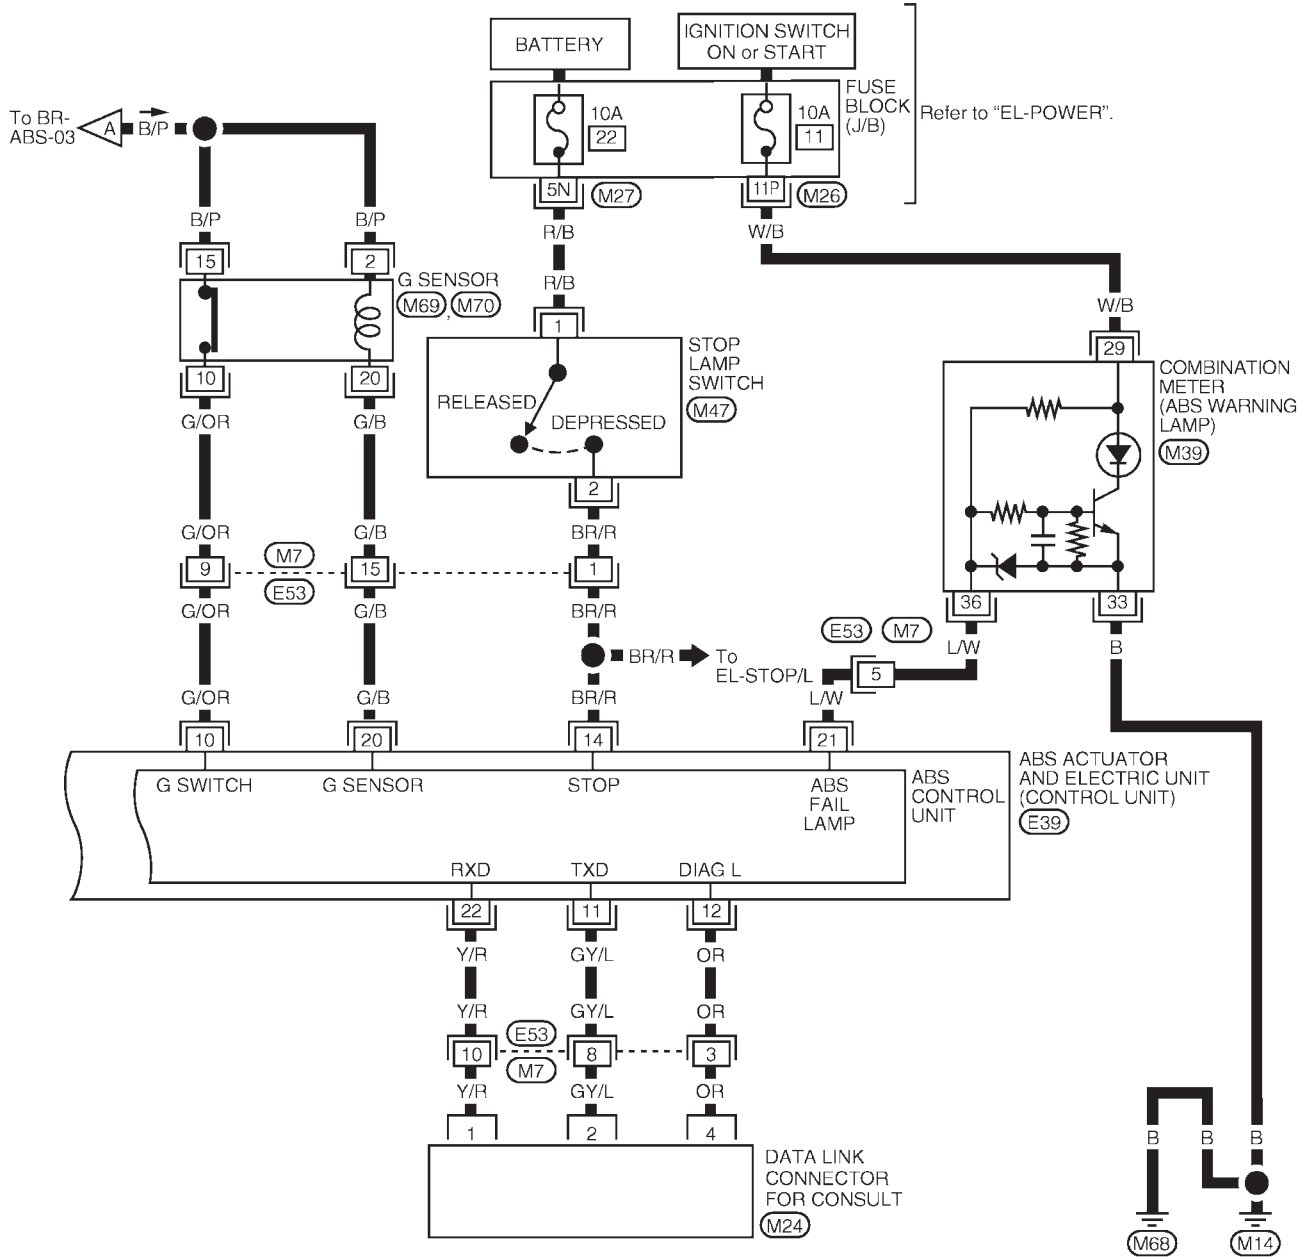 BATTERY
IGNITION SWITCH
ON or START
To BR-
ABS-03
A
B/P
10A
22
10A
11
FUSE
BLOCK
(J/B)
Refer to “EL-POWER”.
5N
M27
11P
M26
B/P
B/P
R/B
W/B
15
2
G SENSOR
M69, M70
R/B
W/B
1
29
STOP
LAMP
SWITCH
M47
RELEASED
DEPRESSED
COMBINATION
METER
(ABS WARNING
LAMP)
M39
10
20
G/OR
G/B
2
G/OR
G/B
BR/R
9
M7
E53
15
1
G/OR
G/B
BR/R
36
33
E53
M7
L/W
B
BR/R
To
EL-STOP/L
5
G/OR
G/B
BR/R
L/W
10
20
14
21
G SWITCH
G SENSOR
STOP
ABS
FAIL
LAMP
ABS
CONTROL
UNIT
ABS ACTUATOR
AND ELECTRIC UNIT
(CONTROL UNIT)
E39
RXD
TXD
DIAG L
22
11
12
Y/R
GY/L
OR
Y/R
GY/L
OR
10
E53
M7
8
3
Y/R
GY/L
OR
1
2
4
DATA LINK
CONNECTOR
FOR CONSULT
M24
B
B
B
M68
M14